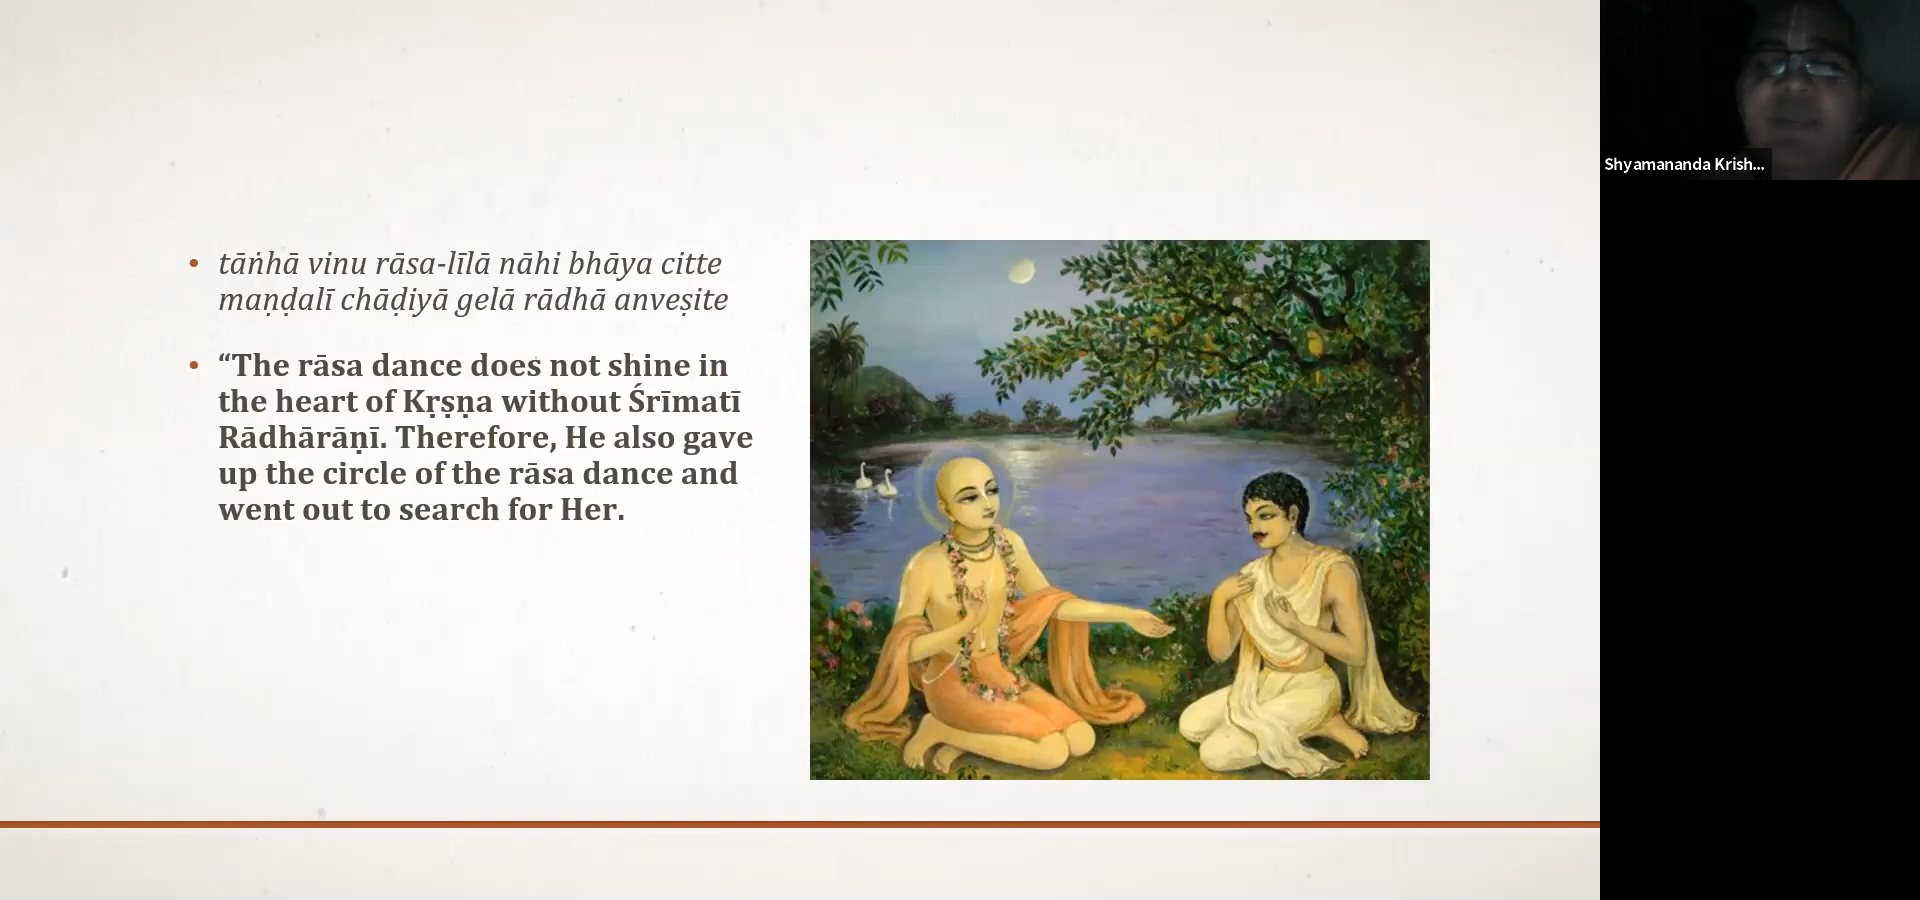 tāṅhā vinu rāsa-līlā nāhi bhāya citte
maṇḍalī chāḍiyā gelā rādhā anveṣite
“The rāsa dance does not shine in
the heart of Kṛṣṇa without Śrīmatī
Rādhārāṇī. Therefore, He also gave
up the circle of the rāsa dance and
went out to search for Her.
Shyamananda Krish...